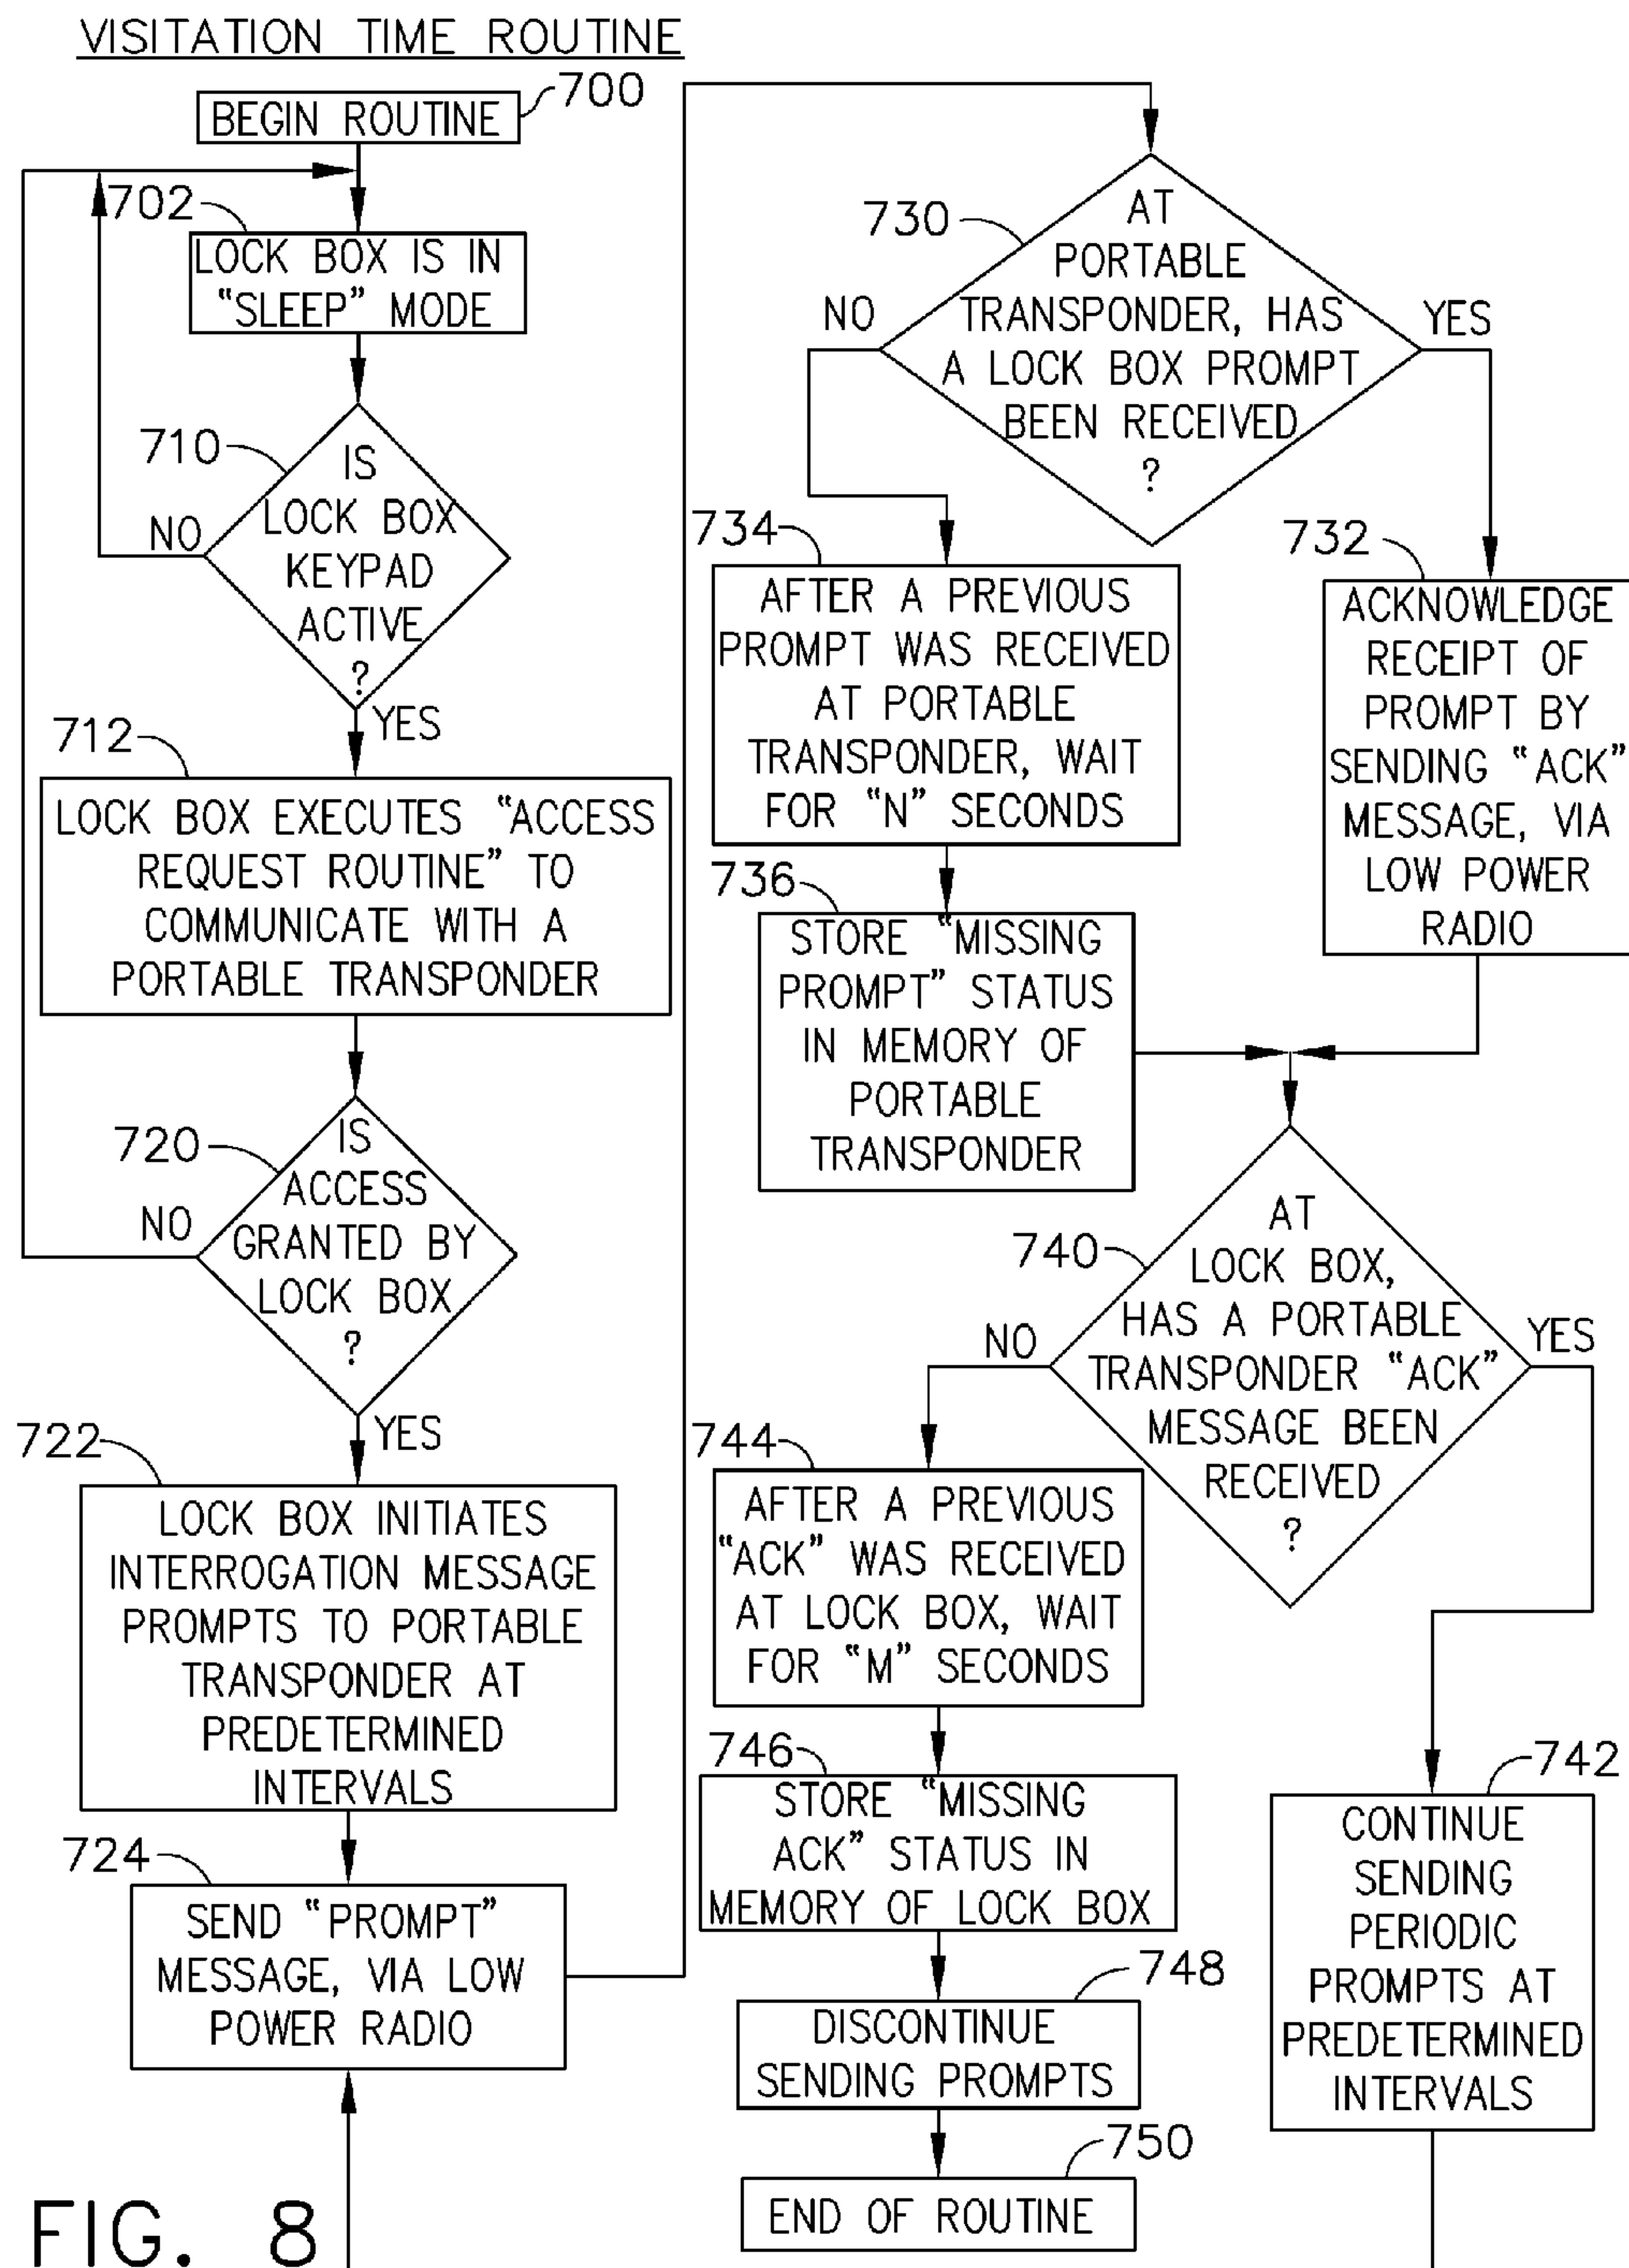 VISITATION TIME ROUTINE
BEGIN ROUTINE
700
702
LOCK BOX IS IN
“SLEEP” MODE
710
IS
LOCK BOX
KEYPAD
ACTIVE
?
NO
YES
712
LOCK BOX EXECUTES “ACCESS
REQUEST ROUTINE” TO
COMMUNICATE WITH A
PORTABLE TRANSPONDER
720
IS
ACCESS
GRANTED BY
LOCK BOX
?
NO
YES
722
LOCK BOX INITIATES
INTERROGATION MESSAGE
PROMPTS TO PORTABLE
TRANSPONDER AT
PREDETERMINED
INTERVALS
724
SEND “PROMPT”
MESSAGE, VIA LOW
POWER RADIO
730
AT
PORTABLE
TRANSPONDER, HAS
A LOCK BOX PROMPT
BEEN RECEIVED
?
NO
YES
734
AFTER A PREVIOUS
PROMPT WAS RECEIVED
AT PORTABLE
TRANSPONDER, WAIT
FOR “N” SECONDS
732
ACKNOWLEDGE
RECEIPT OF
PROMPT BY
SENDING “ACK”
MESSAGE, VIA
LOW POWER
RADIO
736
STORE “MISSING
PROMPT” STATUS
IN MEMORY OF
PORTABLE
TRANSPONDER
740
AT
LOCK BOX,
HAS A PORTABLE
TRANSPONDER “ACK”
MESSAGE BEEN
RECEIVED
?
NO
YES
744
AFTER A PREVIOUS
“ACK” WAS RECEIVED
AT LOCK BOX, WAIT
FOR “M” SECONDS
746
STORE “MISSING
ACK” STATUS IN
MEMORY OF LOCK BOX
748
DISCONTINUE
SENDING PROMPTS
750
END OF ROUTINE
742
CONTINUE
SENDING
PERIODIC
PROMPTS AT
PREDETERMINED
INTERVALS
FIG. 8